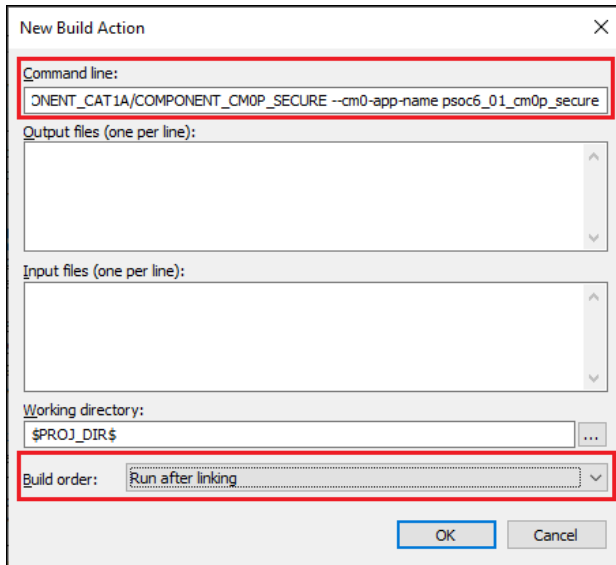 New Build Action
Command line:
ONENT_CAT1A/COMPONENT_CM0P_SECURE --cm0-app-name psoc6_01_cm0p_secure
Output files (one per line):
Input files (one per line):
Working directory:
$PROJ_DIR$
...
Build order: Run after linking
OK Cancel